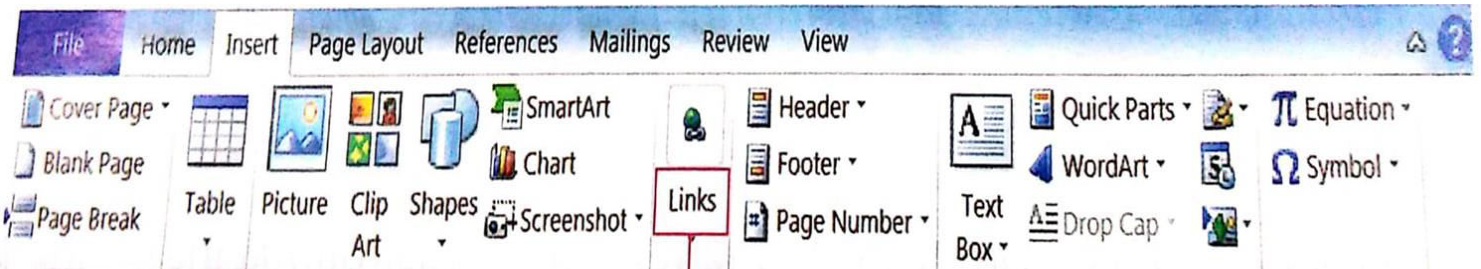 File Home Insert Page Layout References Mailings Review View
Cover Page
Blank Page
Page Break
Table
Picture
Clip
Art
Shapes
SmartArt
Chart
Screenshot
Links
Header
Footer
Page Number
A
Text
Box
Quick Parts
WordArt
Drop Cap
π Equation
Ω Symbol